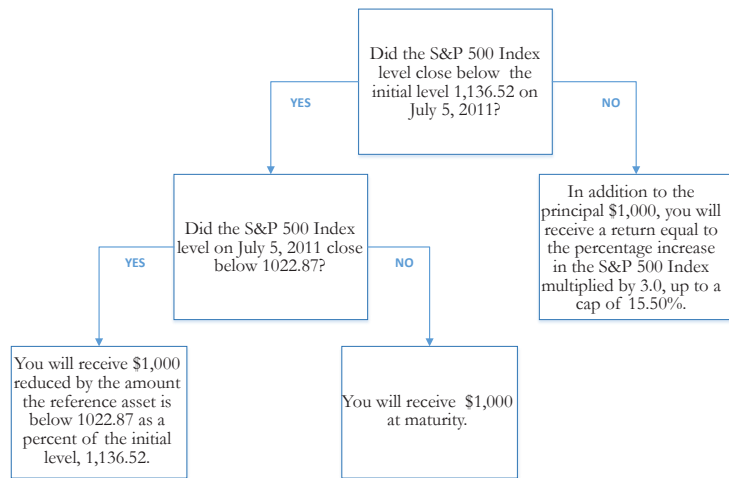 Did the S&P 500 Index
level close below the
initial level 1,136.52 on
July 5, 2011?
YES
NO
Did the S&P 500 Index
level on July 5, 2011 close
below 1022.87?
In addition to the
principal $1,000, you will
receive a return equal to
the percentage increase
in the S&P 500 Index
multiplied by 3.0, up to a
cap of 15.50%.
YES
NO
You will receive $1,000
reduced by the amount
the reference asset is
below 1022.87 as a
percent of the initial
level, 1,136.52.
You will receive $1,000
at maturity.